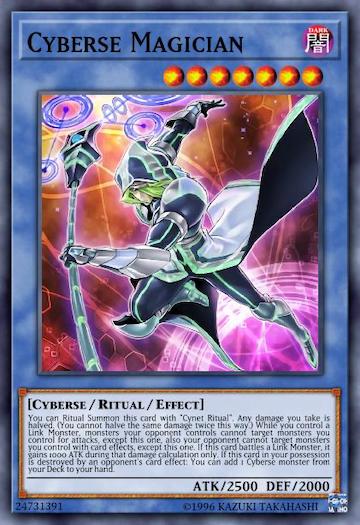 Cyberse Magician
DARK
闇
[Cyberse / Ritual / Effect]
You can Ritual Summon this card with "Cynet Ritual". Any damage you take is
halved. (You cannot halve the same damage twice this way.) While you control a
Link Monster, monsters your opponent controls cannot target monsters you
control for attacks, except this one, also your opponent cannot target monsters
you control with card effects, except this one. If this card battles a Link Monster, it
gains 1000 ATK during that damage calculation only. If this card in your possession
is destroyed by an opponent's card effect: You can add 1 Cyberse monster from
your Deck to your hand.
ATK/2500 DEF/2000
24731391
©1996 KAZUKI TAKAHASHI